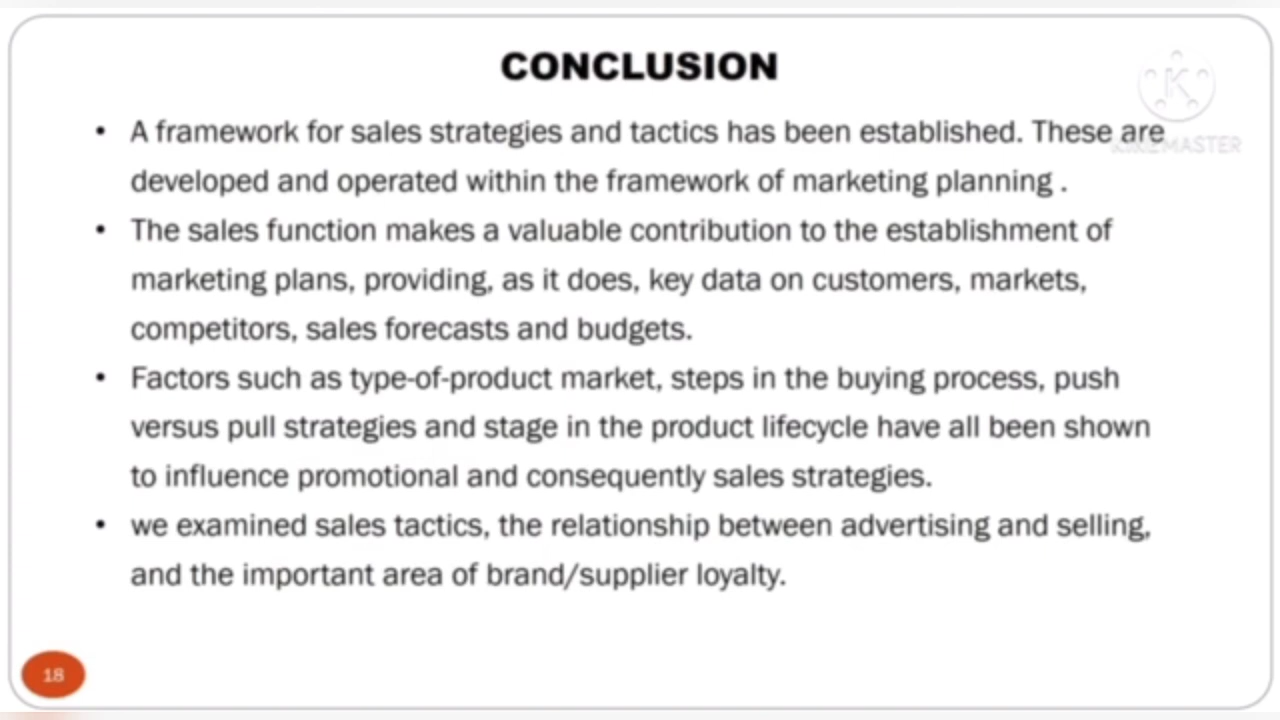 CONCLUSION
• A framework for sales strategies and tactics has been established. These are
developed and operated within the framework of marketing planning .
• The sales function makes a valuable contribution to the establishment of
marketing plans, providing, as it does, key data on customers, markets,
competitors, sales forecasts and budgets.
• Factors such as type-of-product market, steps in the buying process, push
versus pull strategies and stage in the product lifecycle have all been shown
to influence promotional and consequently sales strategies.
• we examined sales tactics, the relationship between advertising and selling,
and the important area of brand/supplier loyalty.
K
KINEMASTER
18